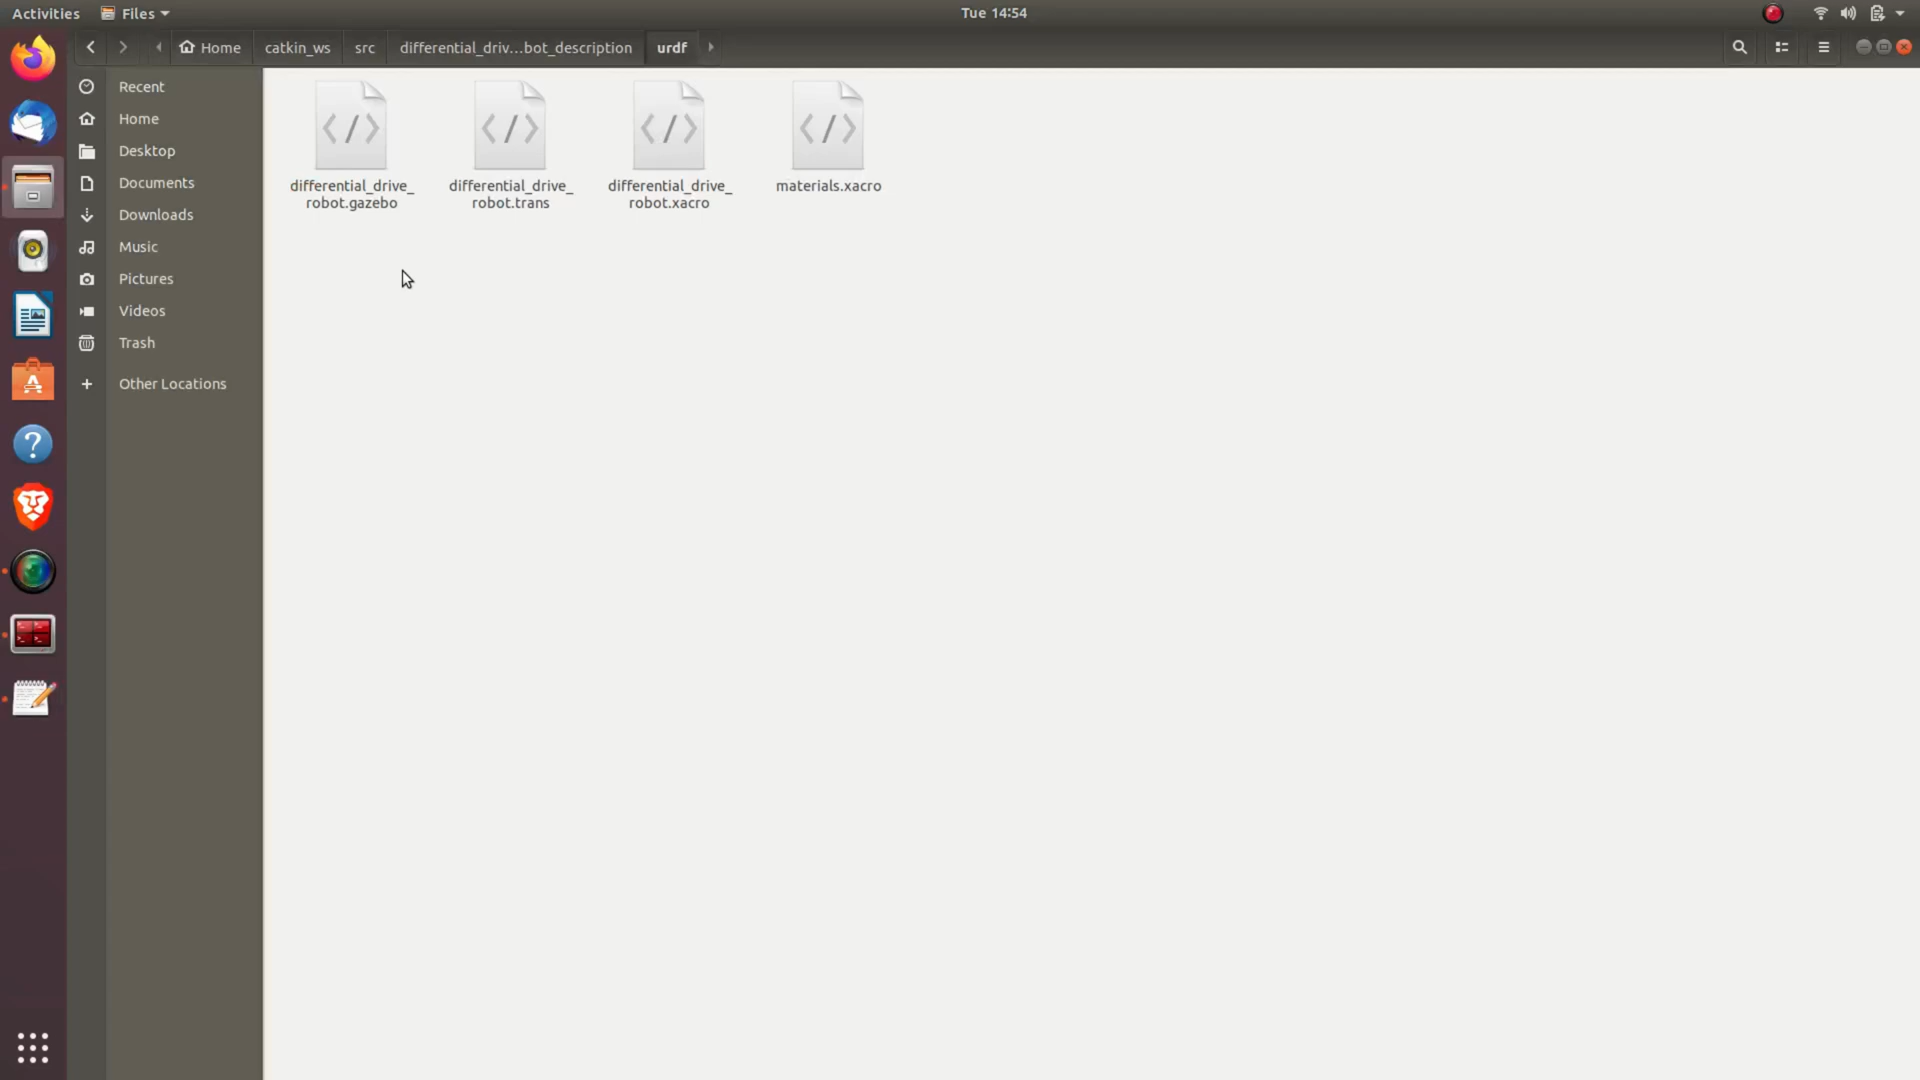 Activities
Files
Tue 14:54
Home
catkin_ws
src
differential_driv...bot_description
urdf
Recent
Home
Desktop
Documents
Downloads
Music
Pictures
Videos
Trash
Other Locations
differential_drive_
robot.gazebo
differential_drive_
robot.trans
differential_drive_
robot.xacro
materials.xacro